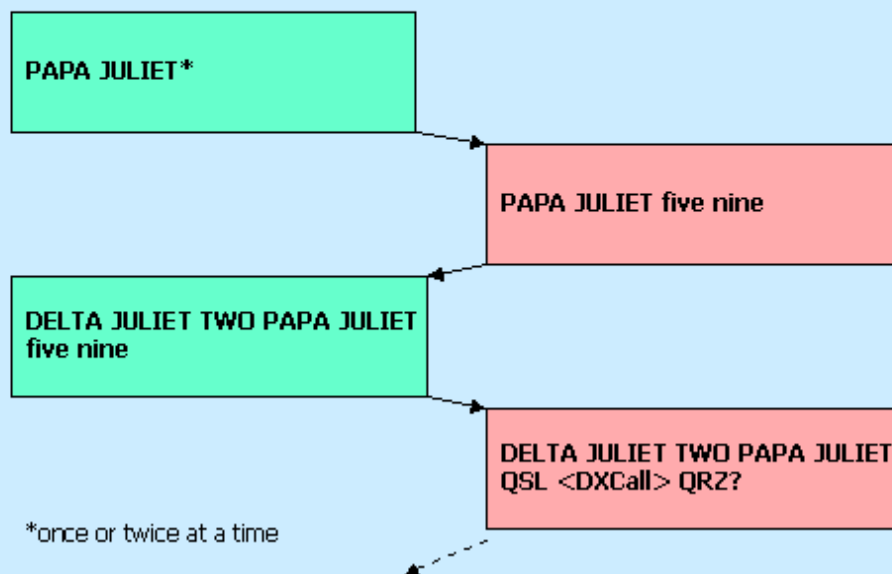 PAPA JULIET*
PAPA JULIET five nine
DELTA JULIET TWO PAPA JULIET
five nine
DELTA JULIET TWO PAPA JULIET
QSL <DXCall> QRZ?
*once or twice at a time